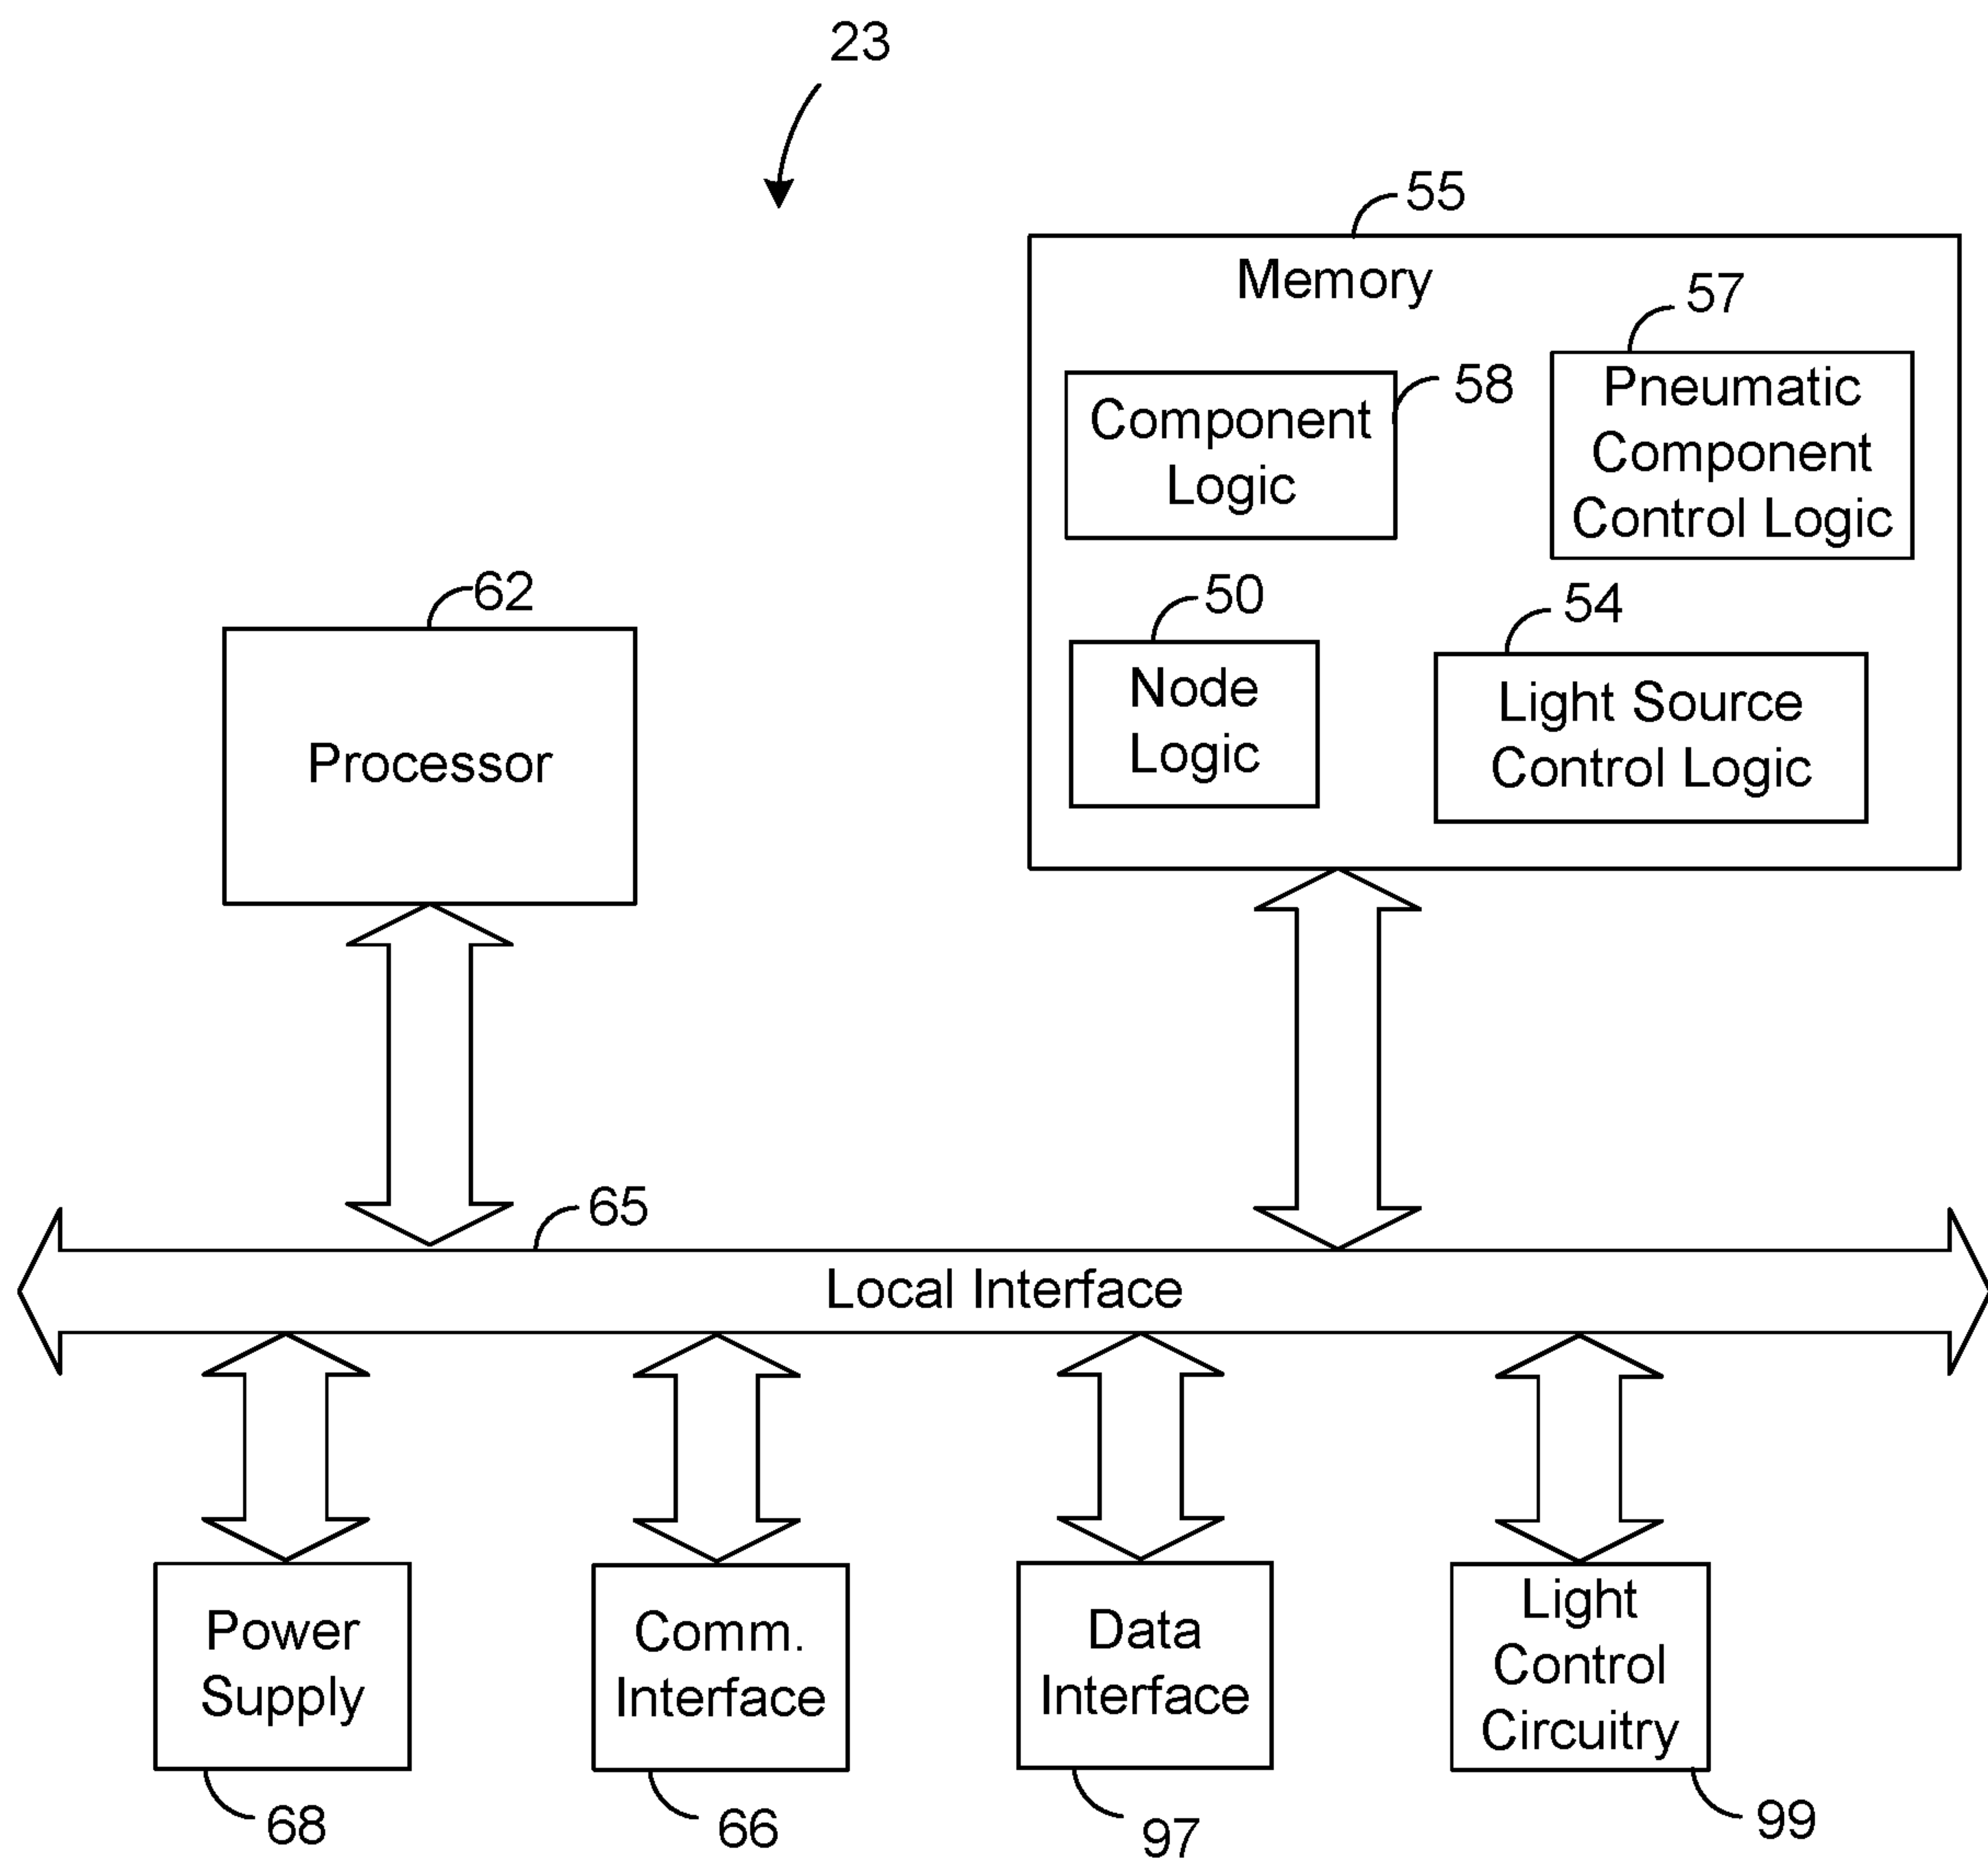 23
55
Memory
57
58
Component
Logic
Pneumatic
Component
Control Logic
62
50
54
Processor
Node
Logic
Light Source
Control Logic
65
Local Interface
Power
Supply
Comm.
Interface
Data
Interface
Light
Control
Circuitry
68
66
97
99